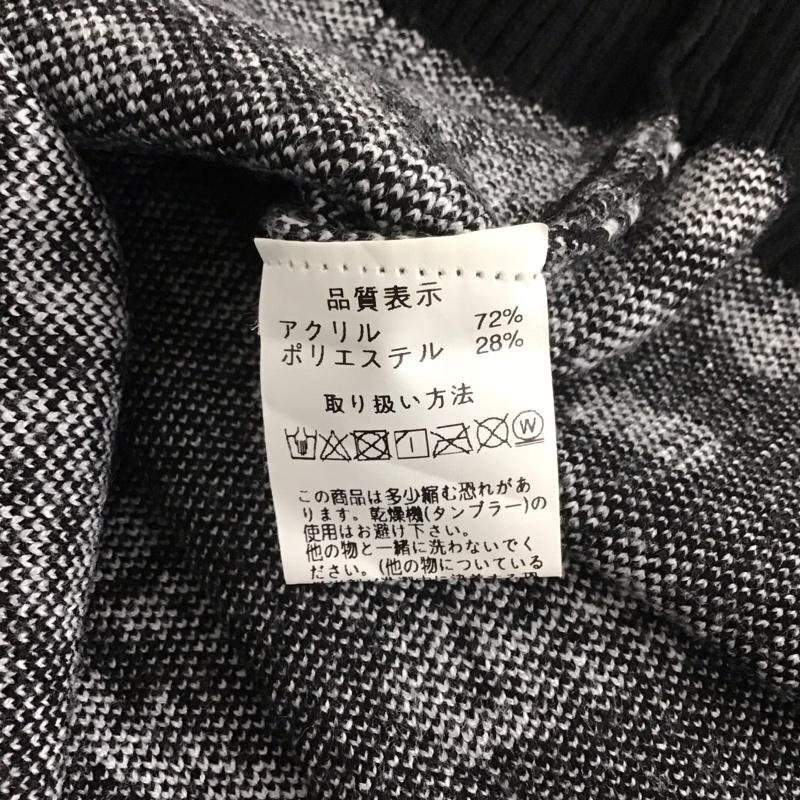 品質表示
アクリル 72%
ポリエステル 28%
取り扱い方法
W
この商品は多少縮む恐れがあ
ります。乾燥機(タンブラー)の
使用はお避け下さい。
他の物と一緒に洗わないでく
ださい。(他の物についている